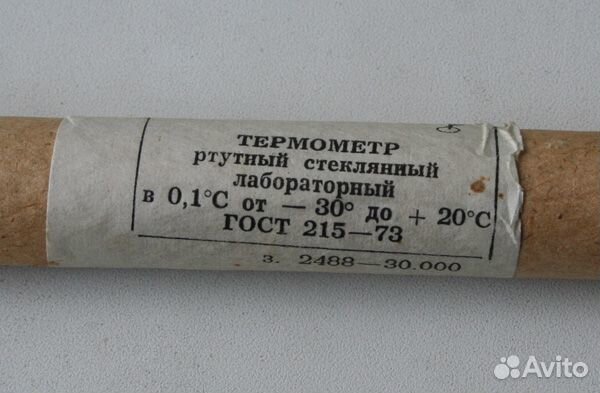 ТЕРМОМЕТР
ртутный стеклянный
лабораторный
в 0,1°С от — 30° до + 20°С
ГОСТ 215—73
з. 2488—30.000
Avito